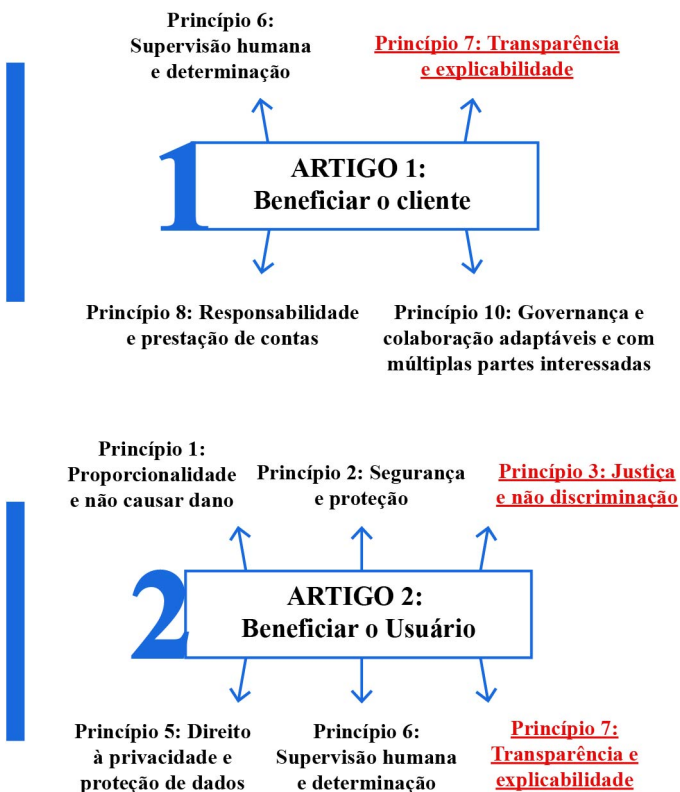 Princípio 6:
Supervisão humana
e determinação
Princípio 7: Transparência
e explicabilidade
1
ARTIGO 1:
Beneficiar o cliente
Princípio 8: Responsabilidade
e prestação de contas
Princípio 10: Governança e
colaboração adaptáveis e com
múltiplas partes interessadas
Princípio 1:
Proporcionalidade
e não causar dano
Princípio 2: Segurança
e proteção
Princípio 3: Justiça
e não discriminação
2
ARTIGO 2:
Beneficiar o Usuário
Princípio 5: Direito
à privacidade e
proteção de dados
Princípio 6:
Supervisão humana
e determinação
Princípio 7:
Transparência e
explicabilidade